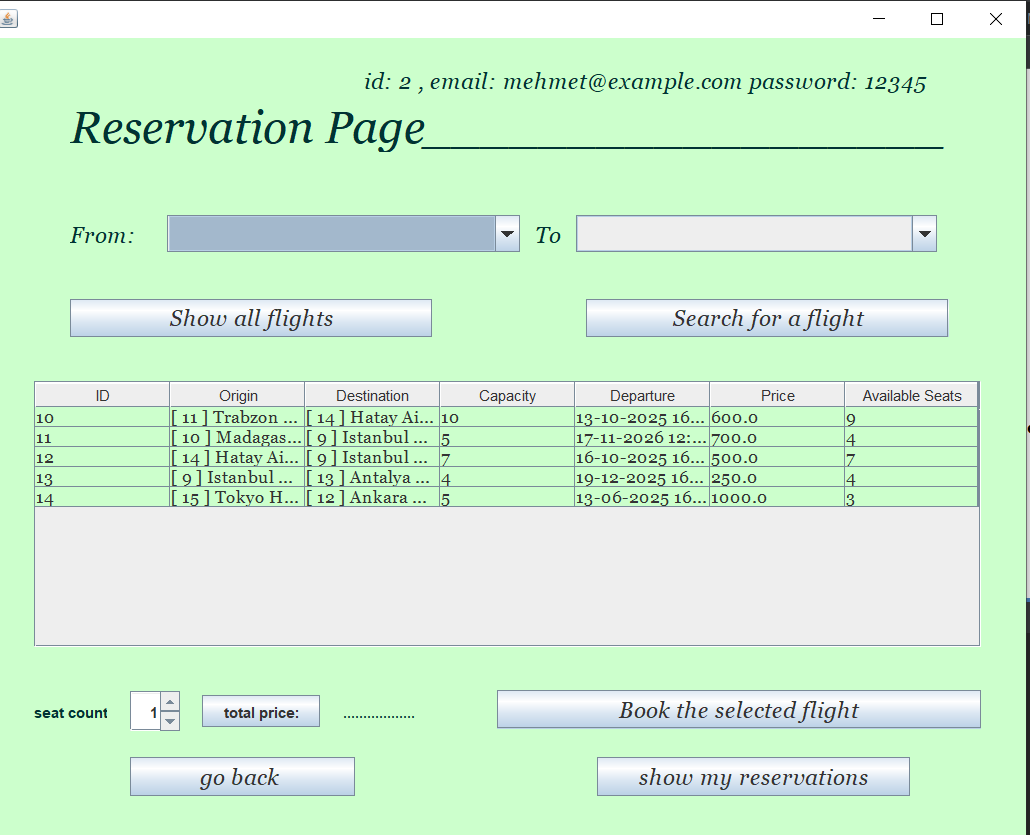 id: 2 , email: mehmet@example.com password: 12345
Reservation Page________________________
From: To
Show all flights Search for a flight
ID Origin Destination Capacity Departure Price Available Seats
10 [ 11 ] Trabzon ... [ 14 ] Hatay Ai... 10 13-10-2025 16... 600.0 9
11 [ 10 ] Madagas... [ 9 ] Istanbul ... 5 17-11-2026 12:... 700.0 4
12 [ 14 ] Hatay Ai... [ 9 ] Istanbul ... 7 16-10-2025 16... 500.0 7
13 [ 9 ] Istanbul ... [ 13 ] Antalya ... 4 19-12-2025 16... 250.0 4
14 [ 15 ] Tokyo H... [ 12 ] Ankara ... 5 13-06-2025 16... 1000.0 3
seat count 1 total price: .................. Book the selected flight
go back show my reservations